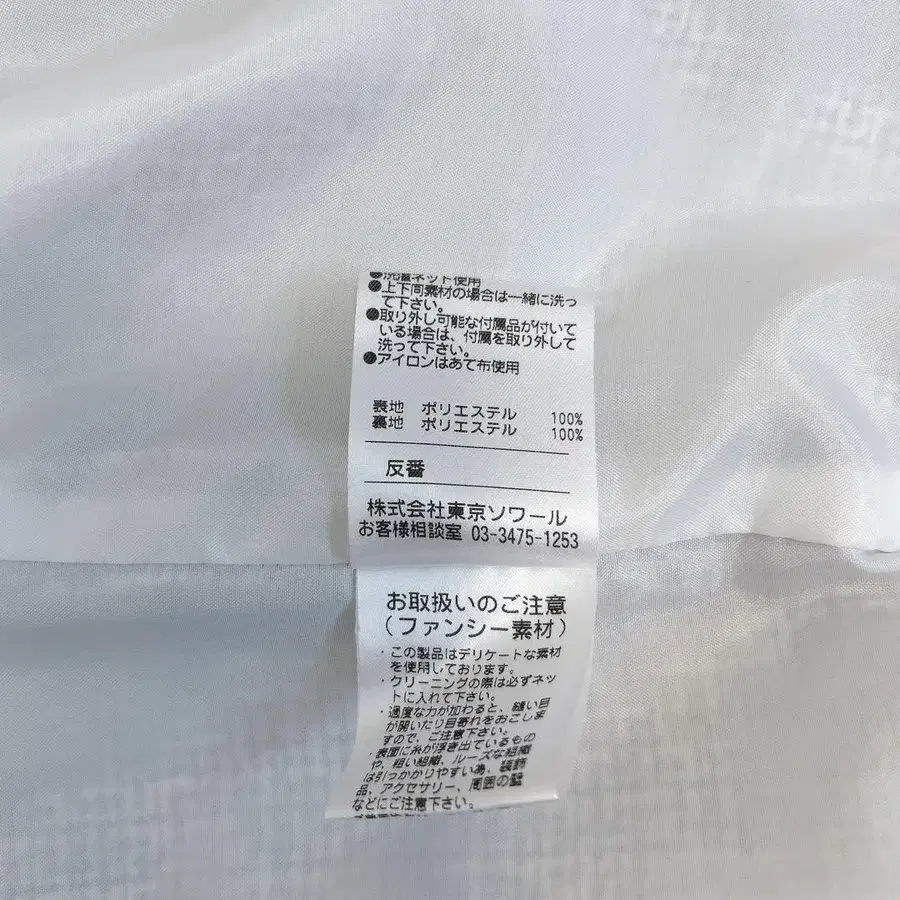 ●洗濯ネット使用
●上下同素材の場合は一緒に洗っ
て下さい。
●取り外し可能な付属品が付いて
いる場合は、付属を取り外して
洗って下さい。
●アイロンはあて布使用
表地 ポリエステル 100%
裏地 ポリエステル 100%
反番
株式会社東京ソワール
お客様相談室 03-3475-1253
お取扱いのご注意
(ファンシー素材)
・この製品はデリケートな素材
を使用しております。
・クリーニングの際は必ずネッ
トに入れて下さい。
・過度な力が加わると、縫い目
が開いたり目寄れをおこしま
すので、ご注意下さい。
・表面に糸が浮き出ているもの
や、粗い組織、ルーズな組織
は引っかかりやすい為、装飾
品、アクセサリー、周囲の壁
などにご注意下さい。